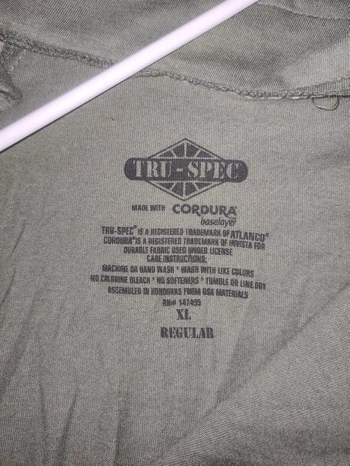 TRU-SPEC
MADE WITH CORDURA®
baselayer
TRU-SPEC® IS A REGISTERED TRADEMARK OF ATLANCO®
CORDURA® IS A REGISTERED TRADEMARK OF INVISTA FOR
DURABLE FABRIC USED UNDER LICENSE
CARE INSTRUCTIONS:
MACHINE OR HAND WASH * WASH WITH LIKE COLORS
NO CHLORINE BLEACH * NO SOFTENERS * TUMBLE OR LINE DRY
ASSEMBLED IN HONDURAS FROM USA MATERIALS
RN# 147499
XL
REGULAR